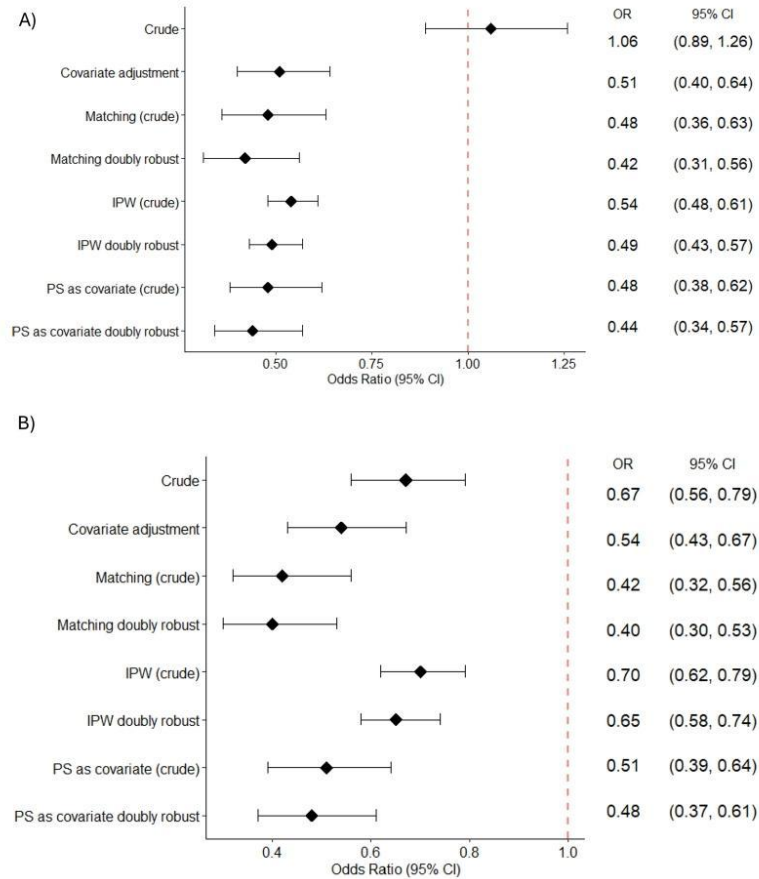 A)
OR 95% CI
Crude 1.06 (0.89, 1.26)
Covariate adjustment 0.51 (0.40, 0.64)
Matching (crude) 0.48 (0.36, 0.63)
Matching doubly robust 0.42 (0.31, 0.56)
IPW (crude) 0.54 (0.48, 0.61)
IPW doubly robust 0.49 (0.43, 0.57)
PS as covariate (crude) 0.48 (0.38, 0.62)
PS as covariate doubly robust 0.44 (0.34, 0.57)
0.50 0.75 1.00 1.25
Odds Ratio (95% CI)
B)
OR 95% CI
Crude 0.67 (0.56, 0.79)
Covariate adjustment 0.54 (0.43, 0.67)
Matching (crude) 0.42 (0.32, 0.56)
Matching doubly robust 0.40 (0.30, 0.53)
IPW (crude) 0.70 (0.62, 0.79)
IPW doubly robust 0.65 (0.58, 0.74)
PS as covariate (crude) 0.51 (0.39, 0.64)
PS as covariate doubly robust 0.48 (0.37, 0.61)
0.4 0.6 0.8 1.0
Odds Ratio (95% CI)